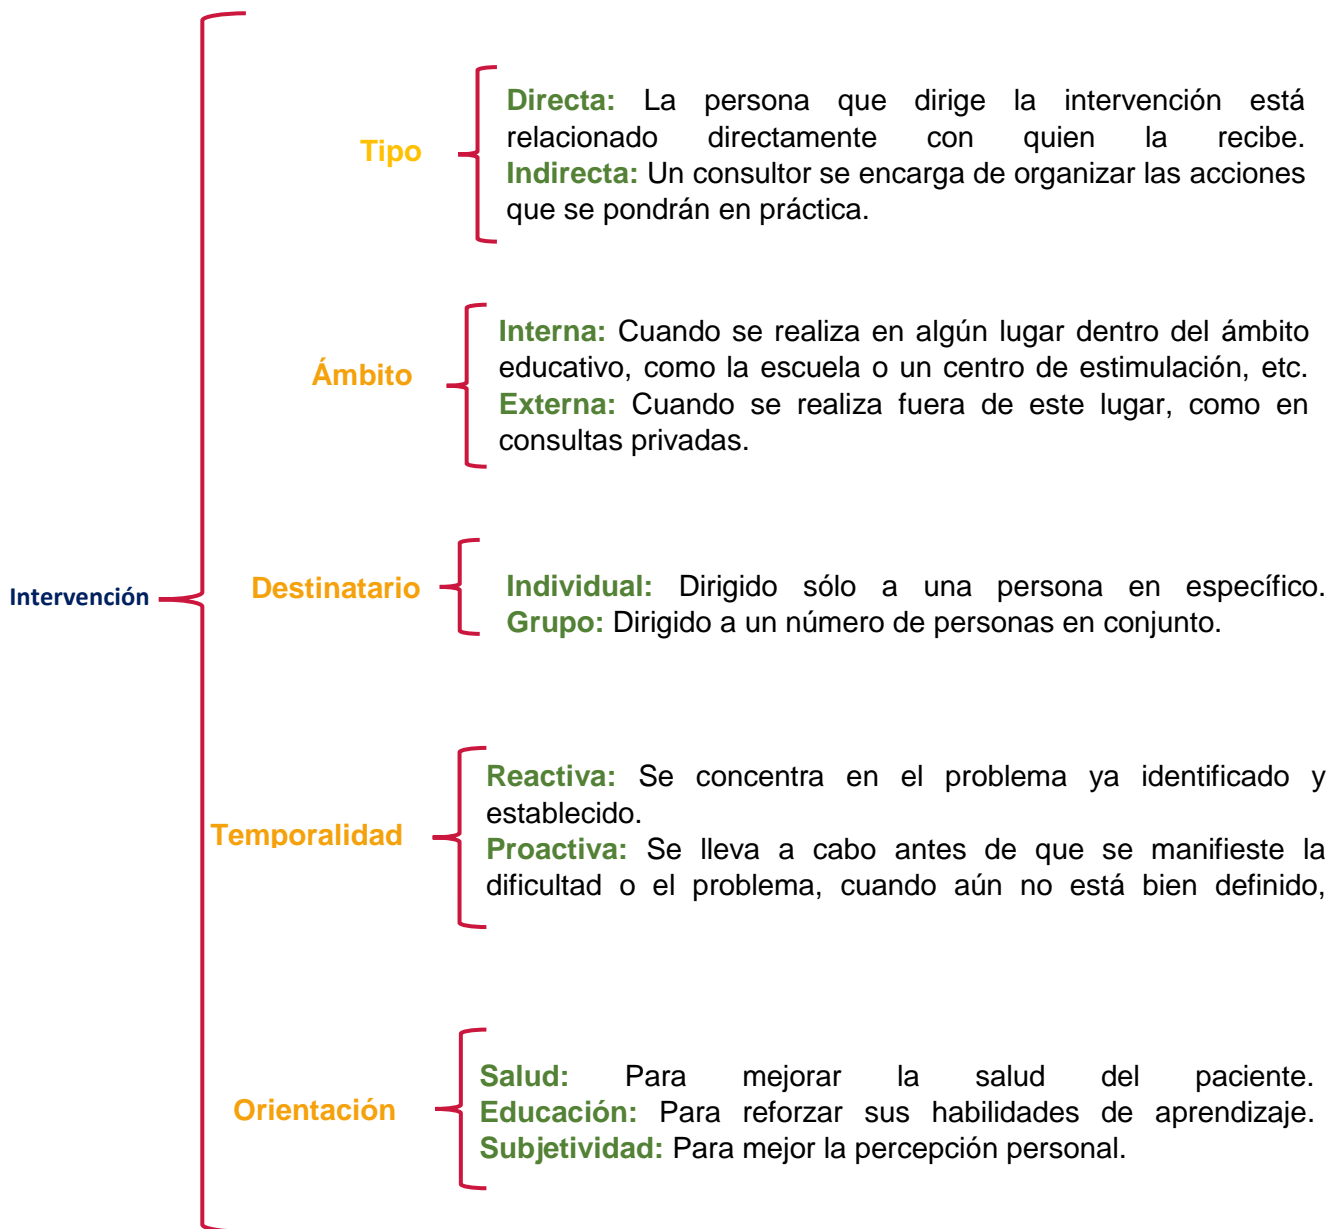 Tipo
Directa: La persona que dirige la intervención está
relacionado directamente con quien la recibe.
Indirecta: Un consultor se encarga de organizar las acciones
que se pondrán en práctica.
Ámbito
Interna: Cuando se realiza en algún lugar dentro del ámbito
educativo, como la escuela o un centro de estimulación, etc.
Externa: Cuando se realiza fuera de este lugar, como en
consultas privadas.
Intervención
Destinatario
Individual: Dirigido sólo a una persona en específico.
Grupo: Dirigido a un número de personas en conjunto.
Temporalidad
Reactiva: Se concentra en el problema ya identificado y
establecido.
Proactiva: Se lleva a cabo antes de que se manifieste la
dificultad o el problema, cuando aún no está bien definido,
Orientación
Salud: Para mejorar la salud del paciente.
Educación: Para reforzar sus habilidades de aprendizaje.
Subjetividad: Para mejor la percepción personal.